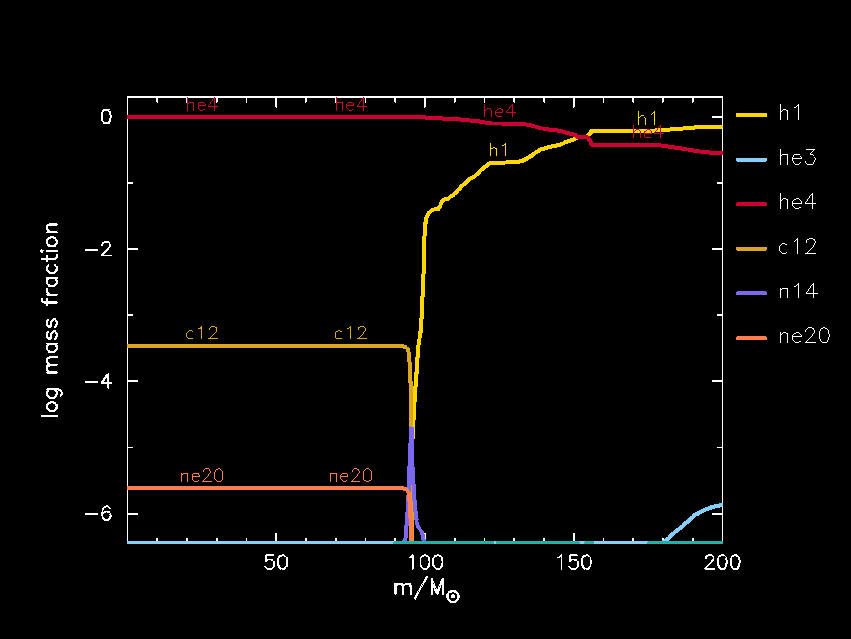 he4 he4 he4 h1
he4
h1
c12 c12
ne20 ne20
0
−2
−4
−6
log mass fraction
50 100 150 200
m/M⊙
h1
he3
he4
c12
n14
ne20